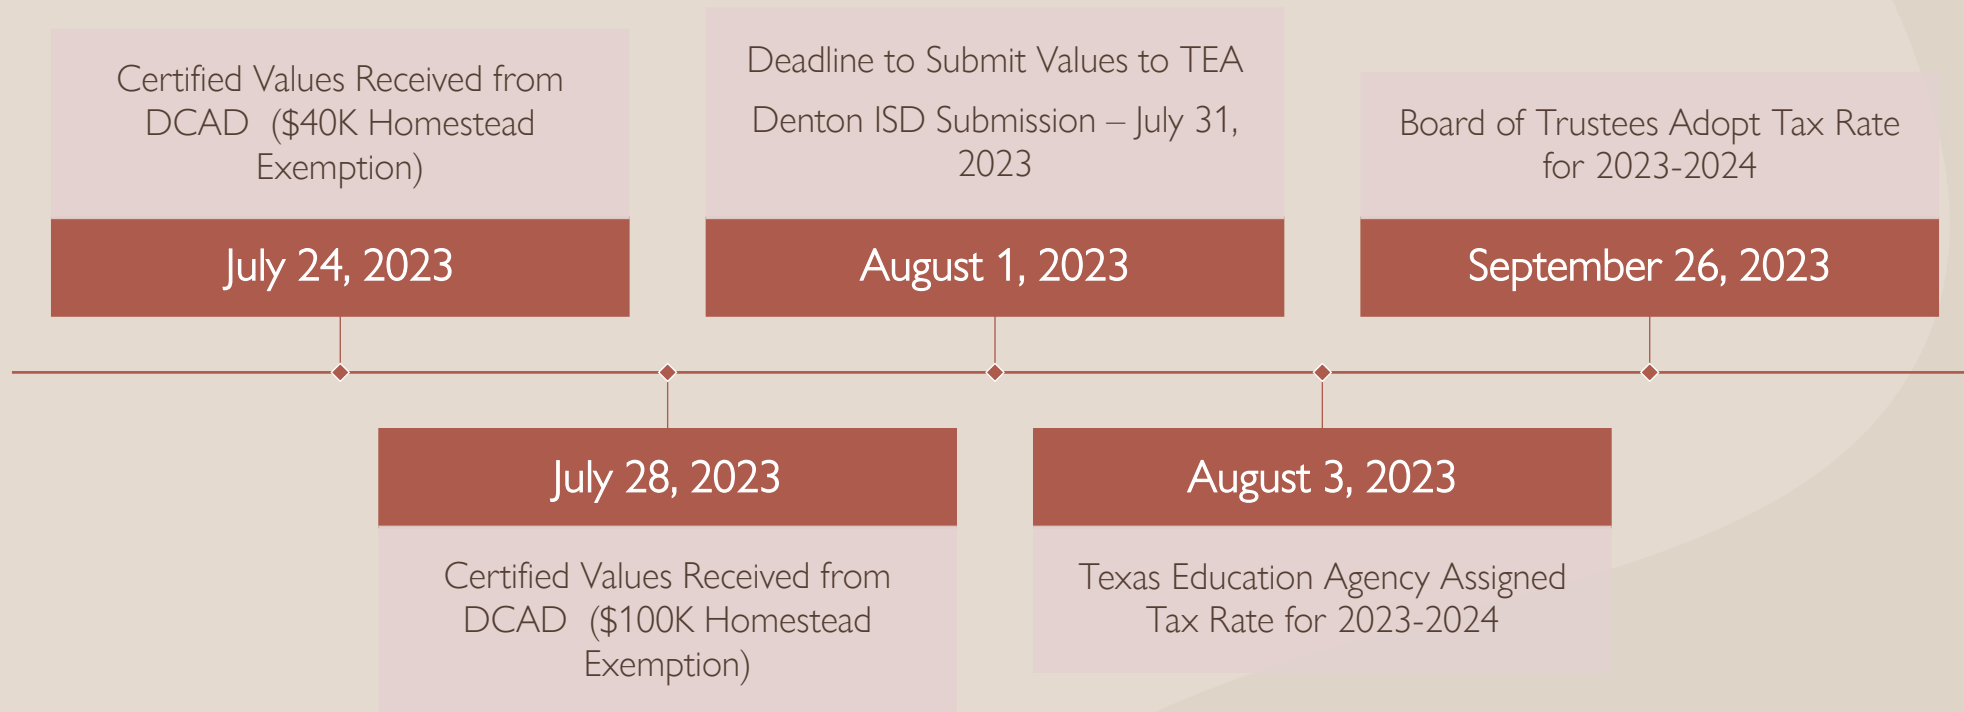 Certified Values Received from
DCAD  ($40K Homestead
Exemption)
July 24, 2023
July 28, 2023
Certified Values Received from
DCAD  ($100K Homestead
Exemption)
Deadline to Submit Values to TEA
Denton ISD Submission – July 31,
2023
August 1, 2023
August 3, 2023
Texas Education Agency Assigned
Tax Rate for 2023-2024
Board of Trustees Adopt Tax Rate
for 2023-2024
September 26, 2023